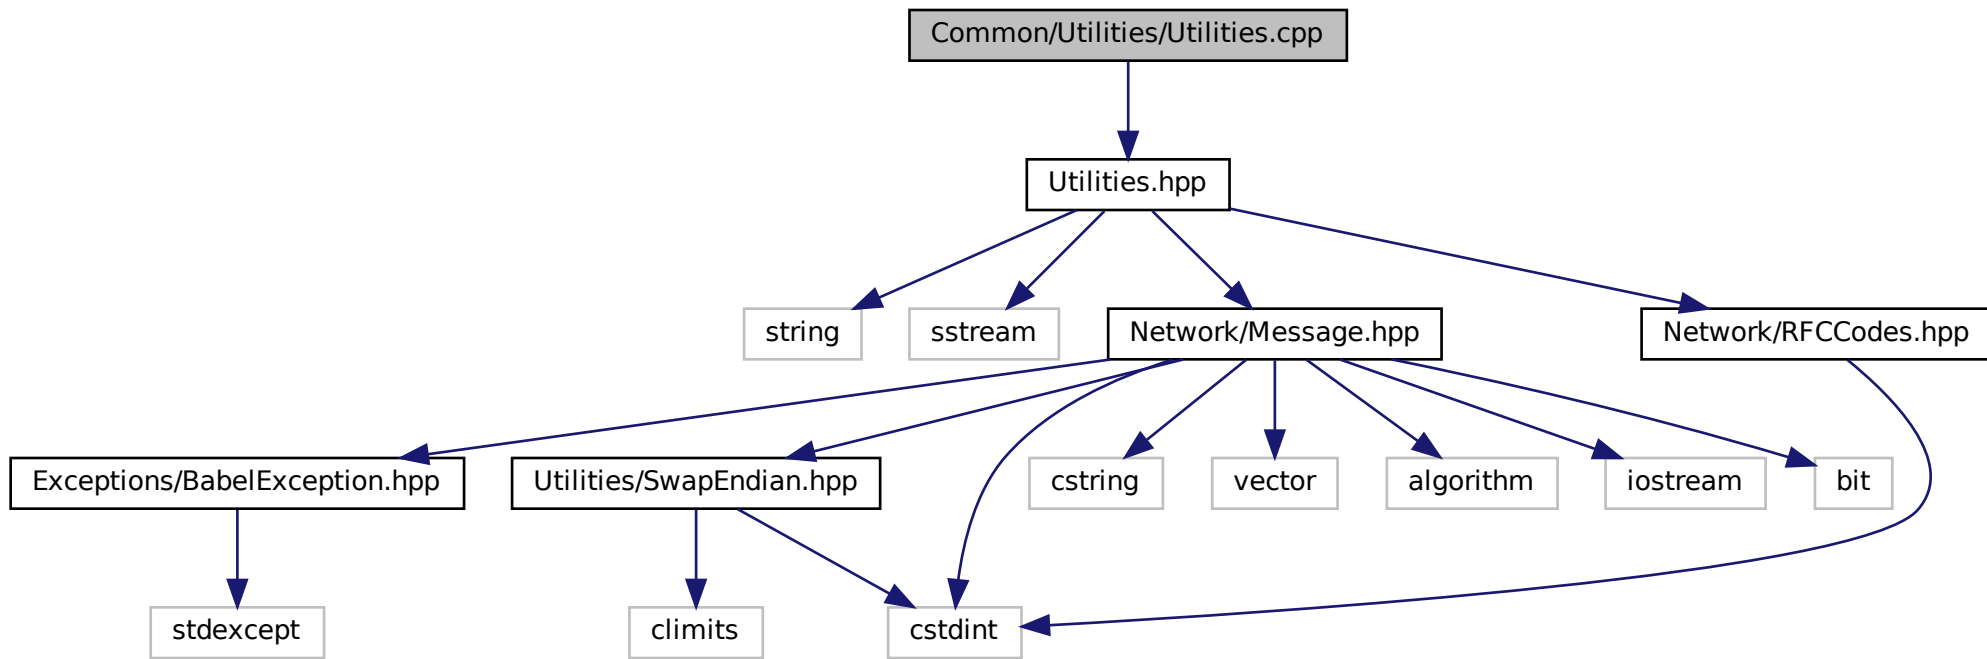 Common/Utilities/Utilities.cpp
Utilities.hpp
string
sstream
Network/Message.hpp
Network/RFCCodes.hpp
Exceptions/BabelException.hpp
Utilities/SwapEndian.hpp
cstring
vector
algorithm
iostream
bit
stdexcept
climits
cstdint